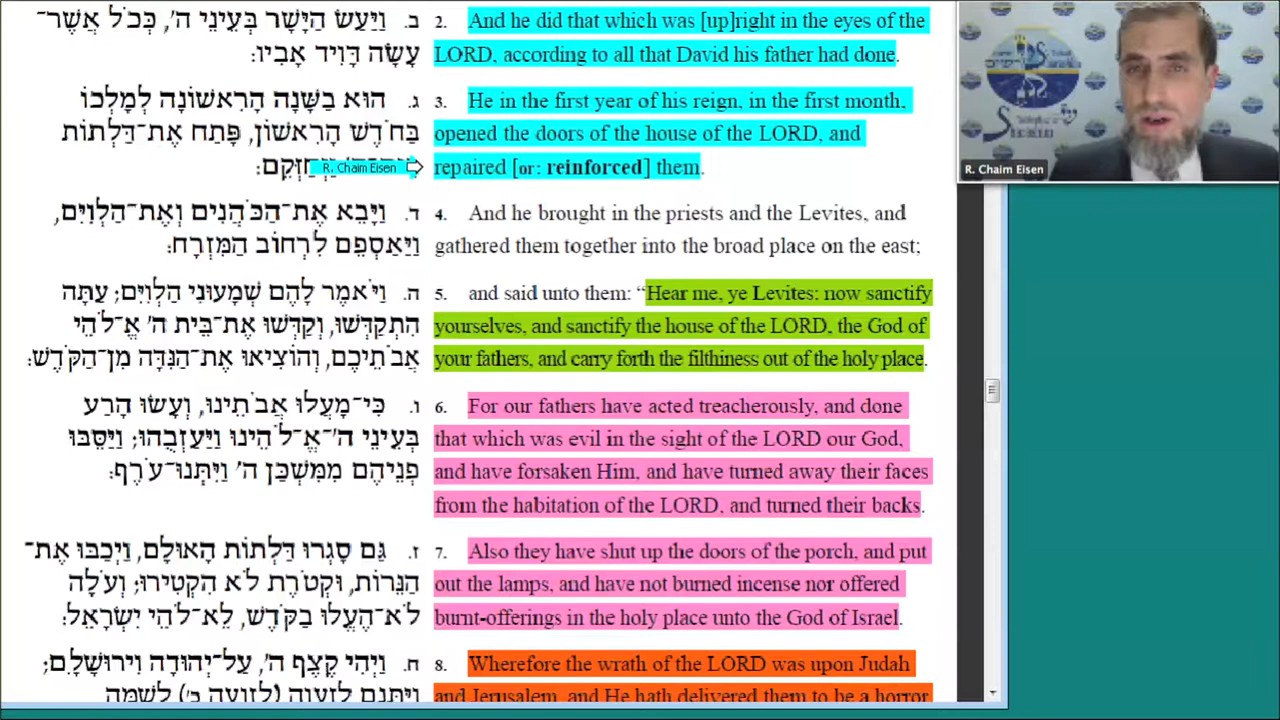 ב. וַיַּעַשׂ הַיָּשָׁר בְּעֵינֵי ה', כְּכֹל אֲשֶׁר־
עָשָׂה דָּוִיד אָבִיו:
2. And he did that which was [up]right in the eyes of the
LORD, according to all that David his father had done.
ג. הוּא בַשָּׁנָה הָרִאשׁוֹנָה לְמָלְכוֹ
בַּחֹדֶשׁ הָרִאשׁוֹן, פָּתַח אֶת־דַּלְתוֹת
וַיְחַזְּקֵם:
3. He in the first year of his reign, in the first month,
opened the doors of the house of the LORD, and
repaired [or: reinforced] them.
R. Chaim Eisen
ד. וַיָּבֵא אֶת־הַכֹּהֲנִים וְאֶת־הַלְוִיִּם,
וַיַּאַסְפֵם לִרְחוֹב הַמִּזְרָח:
4. And he brought in the priests and the Levites, and
gathered them together into the broad place on the east;
ה. וַיֹּאמֶר לָהֶם שְׁמָעוּנִי הַלְוִיִּם; עַתָּה
הִתְקַדְּשׁוּ, וְקַדְּשׁוּ אֶת־בֵּית ה' אֱ־לֹהֵי
אֲבֹתֵיכֶם, וְהוֹצִיאוּ אֶת־הַנִּדָּה מִן־הַקֹּדֶשׁ:
5. and said unto them: “Hear me, ye Levites: now sanctify
yourselves, and sanctify the house of the LORD, the God of
your fathers, and carry forth the filthiness out of the holy place.
ו. כִּי־מָעֲלוּ אֲבֹתֵינוּ, וְעָשׂוּ הָרַע
בְּעֵינֵי ה'־אֱ־לֹהֵינוּ וַיַּעַזְבֻהוּ; וַיַּסֵּבּוּ
פְנֵיהֶם מִמִּשְׁכַּן ה' וַיִּתְּנוּ־עֹרֶף:
6. For our fathers have acted treacherously, and done
that which was evil in the sight of the LORD our God,
and have forsaken Him, and have turned away their faces
from the habitation of the LORD, and turned their backs.
ז. גַּם סָגְרוּ דַּלְתוֹת הָאוּלָם, וַיְכַבּוּ אֶת־
הַנֵּרוֹת, וּקְטֹרֶת לֹא הִקְטִירוּ; וְעֹלָה
לֹא־הֶעֱלוּ בַקֹּדֶשׁ, לֵא־לֹהֵי יִשְׂרָאֵל:
7. Also they have shut up the doors of the porch, and put
out the lamps, and have not burned incense nor offered
burnt-offerings in the holy place unto the God of Israel.
ח. וַיְהִי קֶצֶף ה', עַל־יְהוּדָה וִירוּשָׁלָ‍ִם;
וַיִּתְּנֵם לְזַעֲוָה (לְזְוָעָה כ') לְשַׁמָּה
8. Wherefore the wrath of the LORD was upon Judah
and Jerusalem, and He hath delivered them to be a horror
R. Chaim Eisen